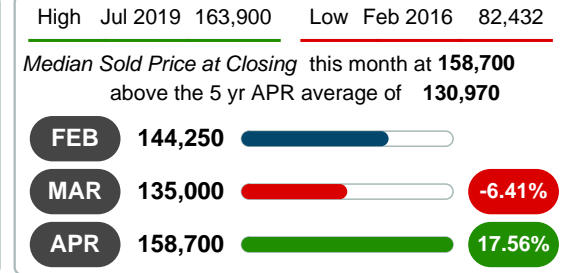 High Jul 2019 163,900 Low Feb 2016 82,432
Median Sold Price at Closing this month at 158,700
above the 5 yr APR average of 130,970
FEB 144,250
MAR 135,000 -6.41%
APR 158,700 17.56%